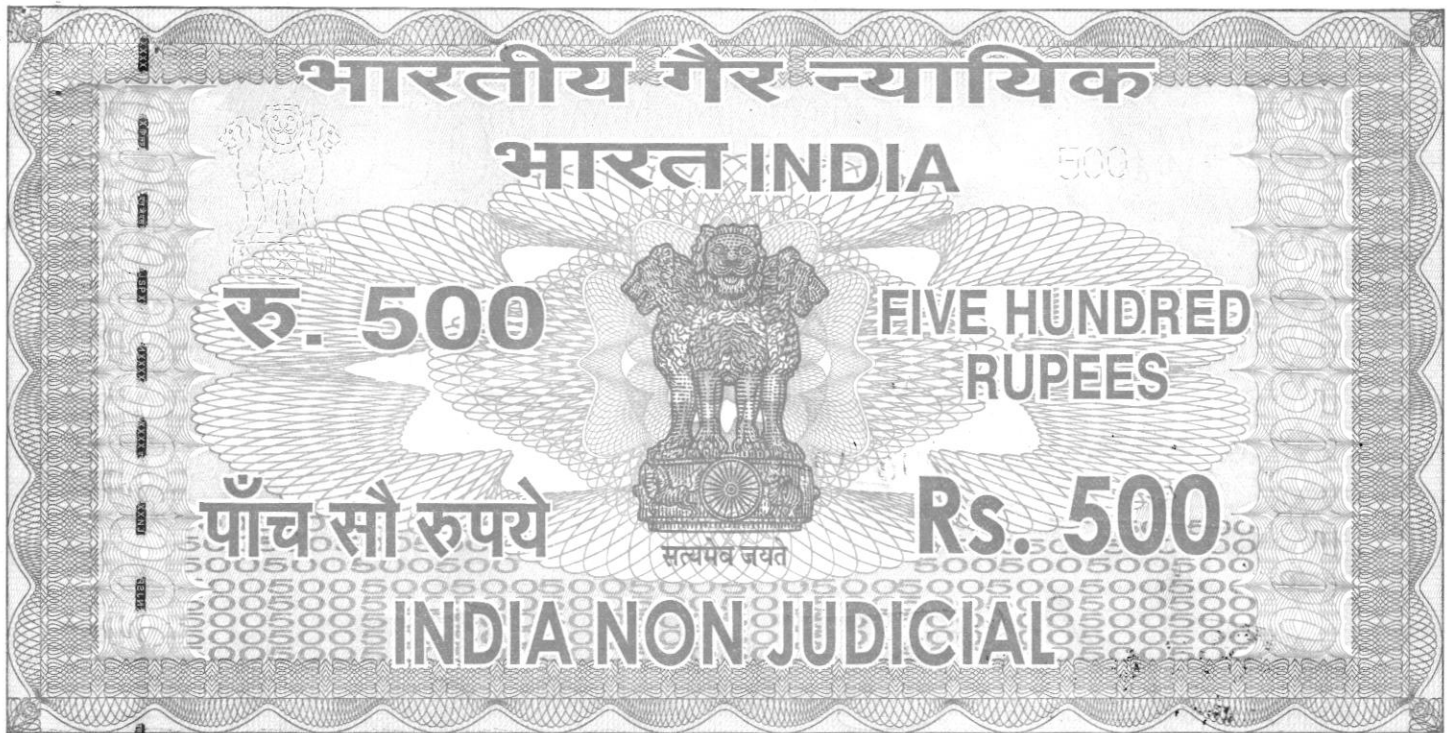 भारतीय गैर न्यायिक
भारत INDIA
500
रु. 500
FIVE HUNDRED
RUPEES
पाँच सौ रुपये
Rs. 500
सत्यमेव जयते
INDIA NON JUDICIAL